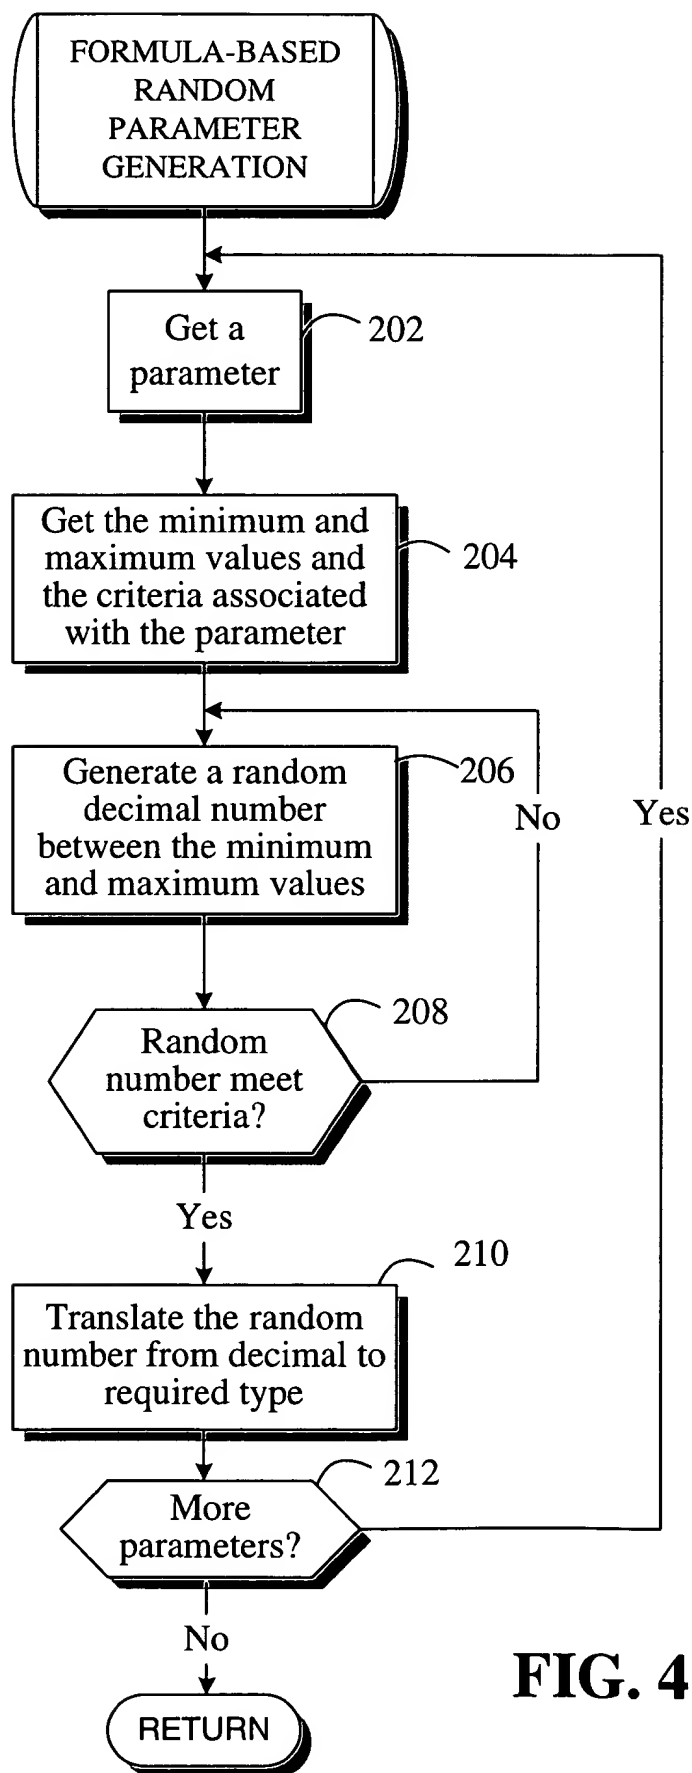 FORMULA-BASED
RANDOM
PARAMETER
GENERATION
Get a
parameter
202
Get the minimum and
maximum values and
the criteria associated
with the parameter
204
Generate a random
decimal number
between the minimum
and maximum values
206
No
Yes
Random
number meet
criteria?
208
Yes
Translate the random
number from decimal to
required type
210
More
parameters?
212
No
RETURN
FIG. 4